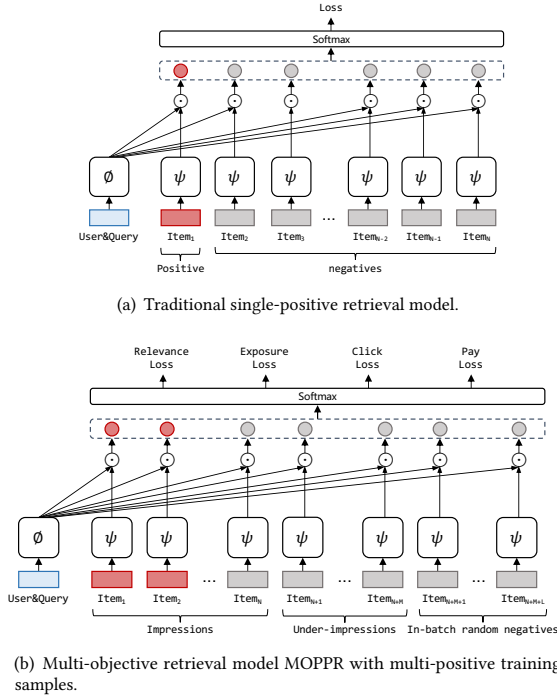 Loss
Softmax
∅ ψ ψ ψ ψ ψ ψ
User&Query Item1 Item2 Item3 ... ItemN-2 ItemN-1 ItemN
Positive negatives
(a) Traditional single-positive retrieval model.
Relevance Loss Exposure Loss Click Loss Pay Loss
Softmax
∅ ψ ψ ψ ψ ψ ψ ψ
User&Query Item1 Item2 ... ItemN ItemN+1 ... ItemN+M ItemN+M+1 ... ItemN+M+L
Impressions Under-impressions In-batch random negatives
(b) Multi-objective retrieval model MOPPR with multi-positive training
samples.